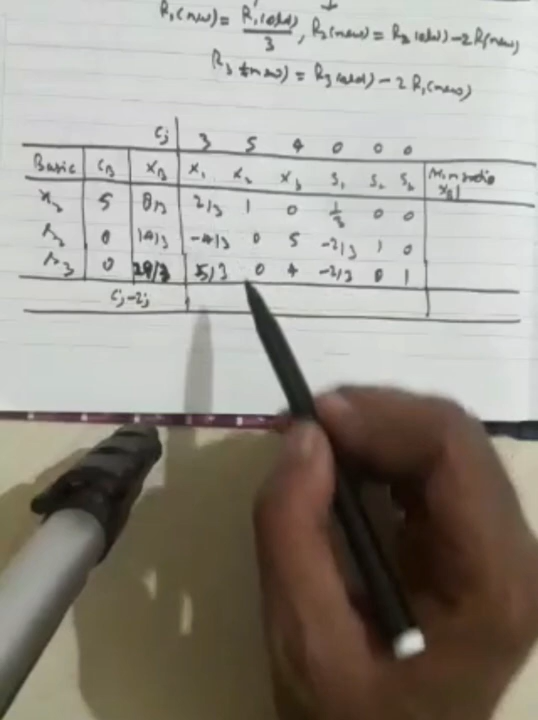 R₁(new) = R₁(old)/3, R₂(new) = R₂(old) – 2R₁(new)
R₃(new) = R₃(old) – 2R₁(new)
Cj 3 5 4 0 0 0
Basic CB XB X₁ X₂ X₃ S₁ S₂ S₃ Min ratio
X₂ 5 8/3 2/3 1 0 1/3 0 0
S₂ 0 14/3 -4/3 0 5 -2/3 1 0
S₃ 0 29/3 5/3 0 4 -2/3 0 1
Cj-Zj